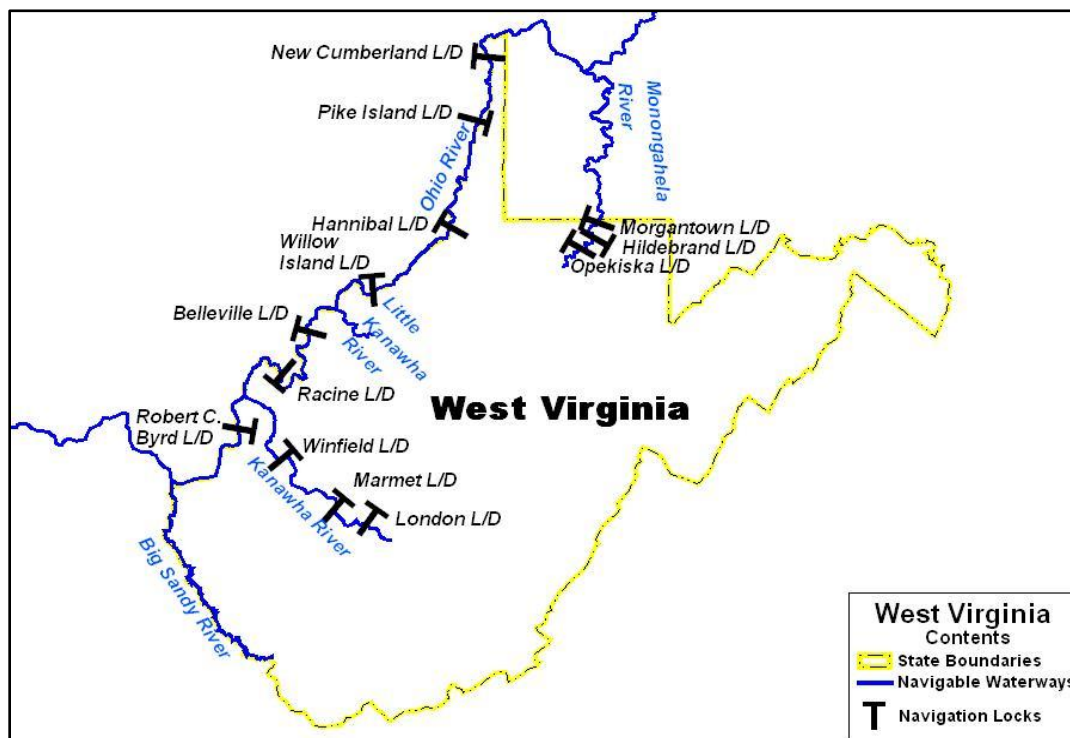 New Cumberland L/D
Pike Island L/D
Ohio River
Monongahela
River
Hannibal L/D
Willow
Island L/D
Morgantown L/D
Hildebrand L/D
Opekiska L/D
Belleville L/D
Little
Kanawha
River
Racine L/D
West Virginia
Robert C.
Byrd L/D
Winfield L/D
Kanawha River
Marmet L/D
London L/D
Big Sandy River
West Virginia
Contents
State Boundaries
Navigable Waterways
Navigation Locks